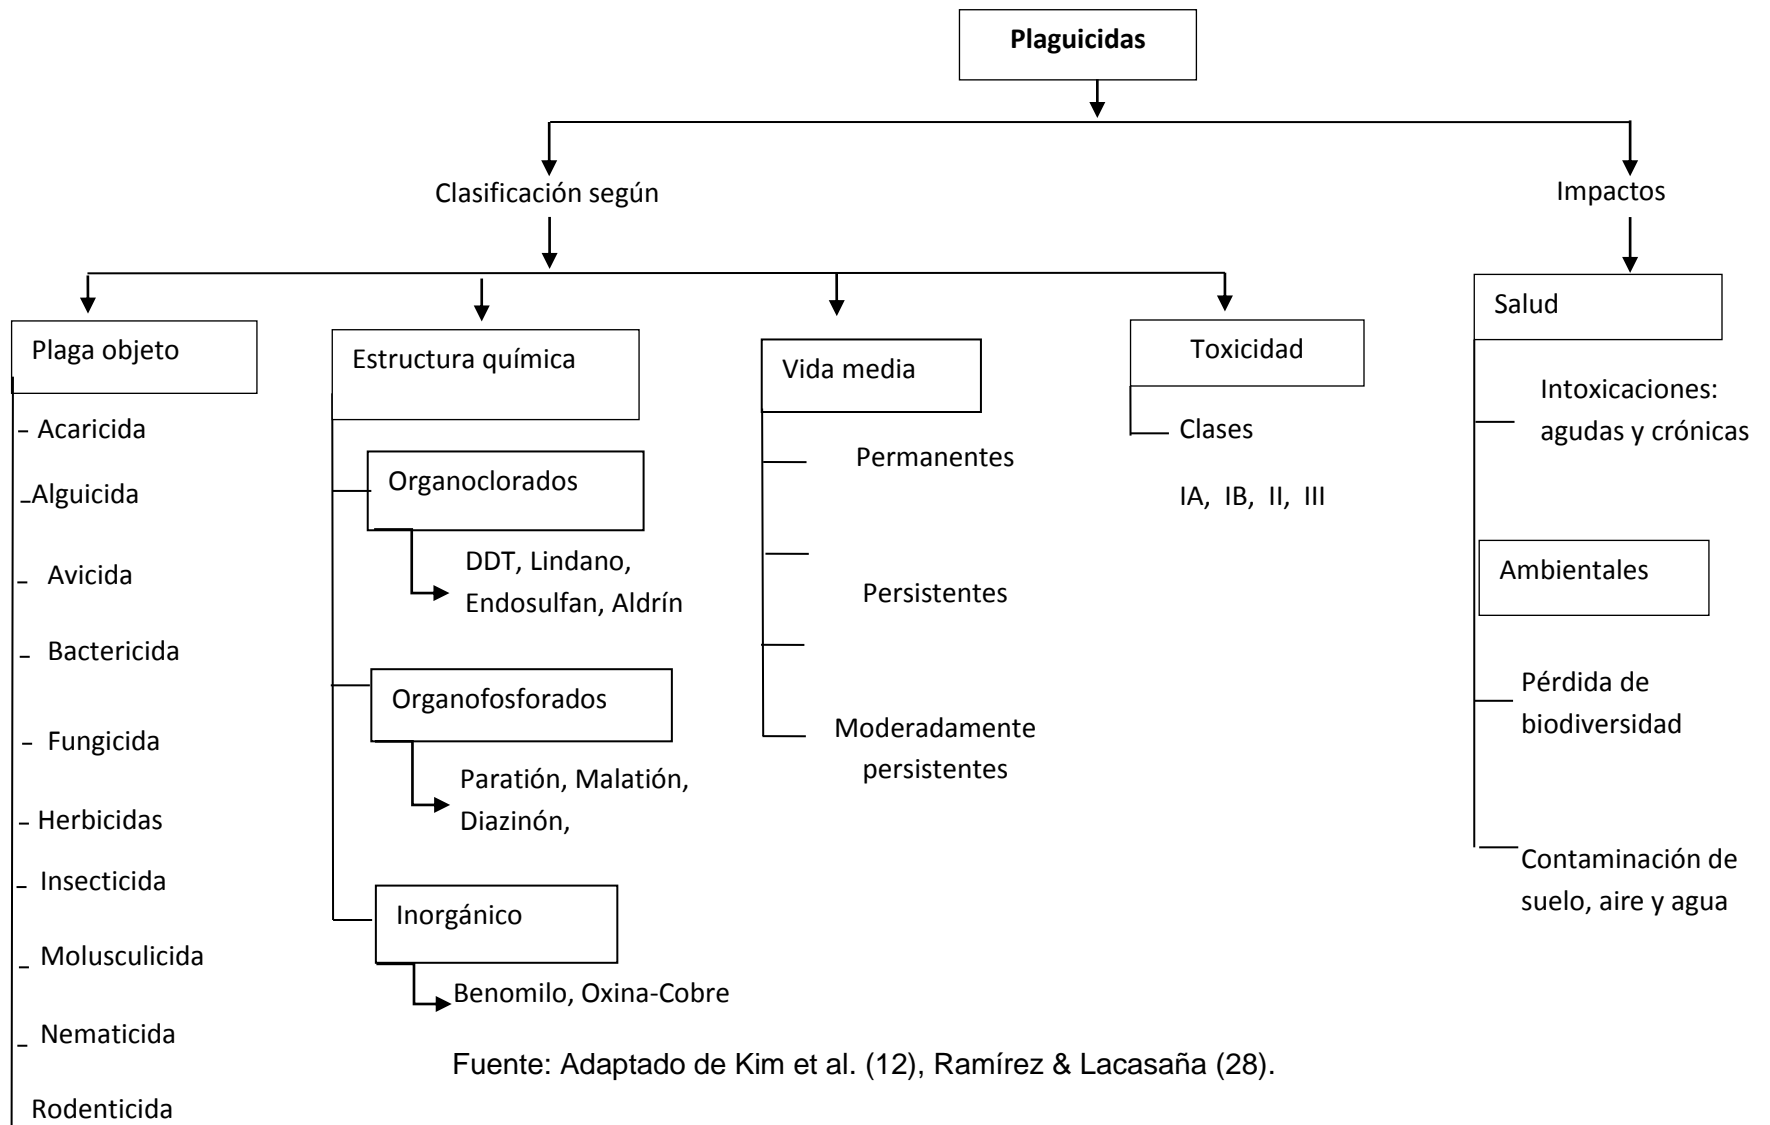 Plaguicidas
Clasificación según
Impactos
Plaga objeto
– Acaricida
–Alguicida
– Avicida
– Bactericida
– Fungicida
– Herbicidas
– Insecticida
– Molusculicida
– Nematicida
Rodenticida
Estructura química
Organoclorados
DDT, Lindano,
Endosulfan, Aldrín
Organofosforados
Paratión, Malatión,
Diazinón,
Inorgánico
Benomilo, Oxina-Cobre
Vida media
Permanentes
Persistentes
Moderadamente
persistentes
Toxicidad
Clases
IA, IB, II, III
Salud
Intoxicaciones:
agudas y crónicas
Ambientales
Pérdida de
biodiversidad
Contaminación de
suelo, aire y agua
Fuente: Adaptado de Kim et al. (12), Ramírez & Lacasaña (28).